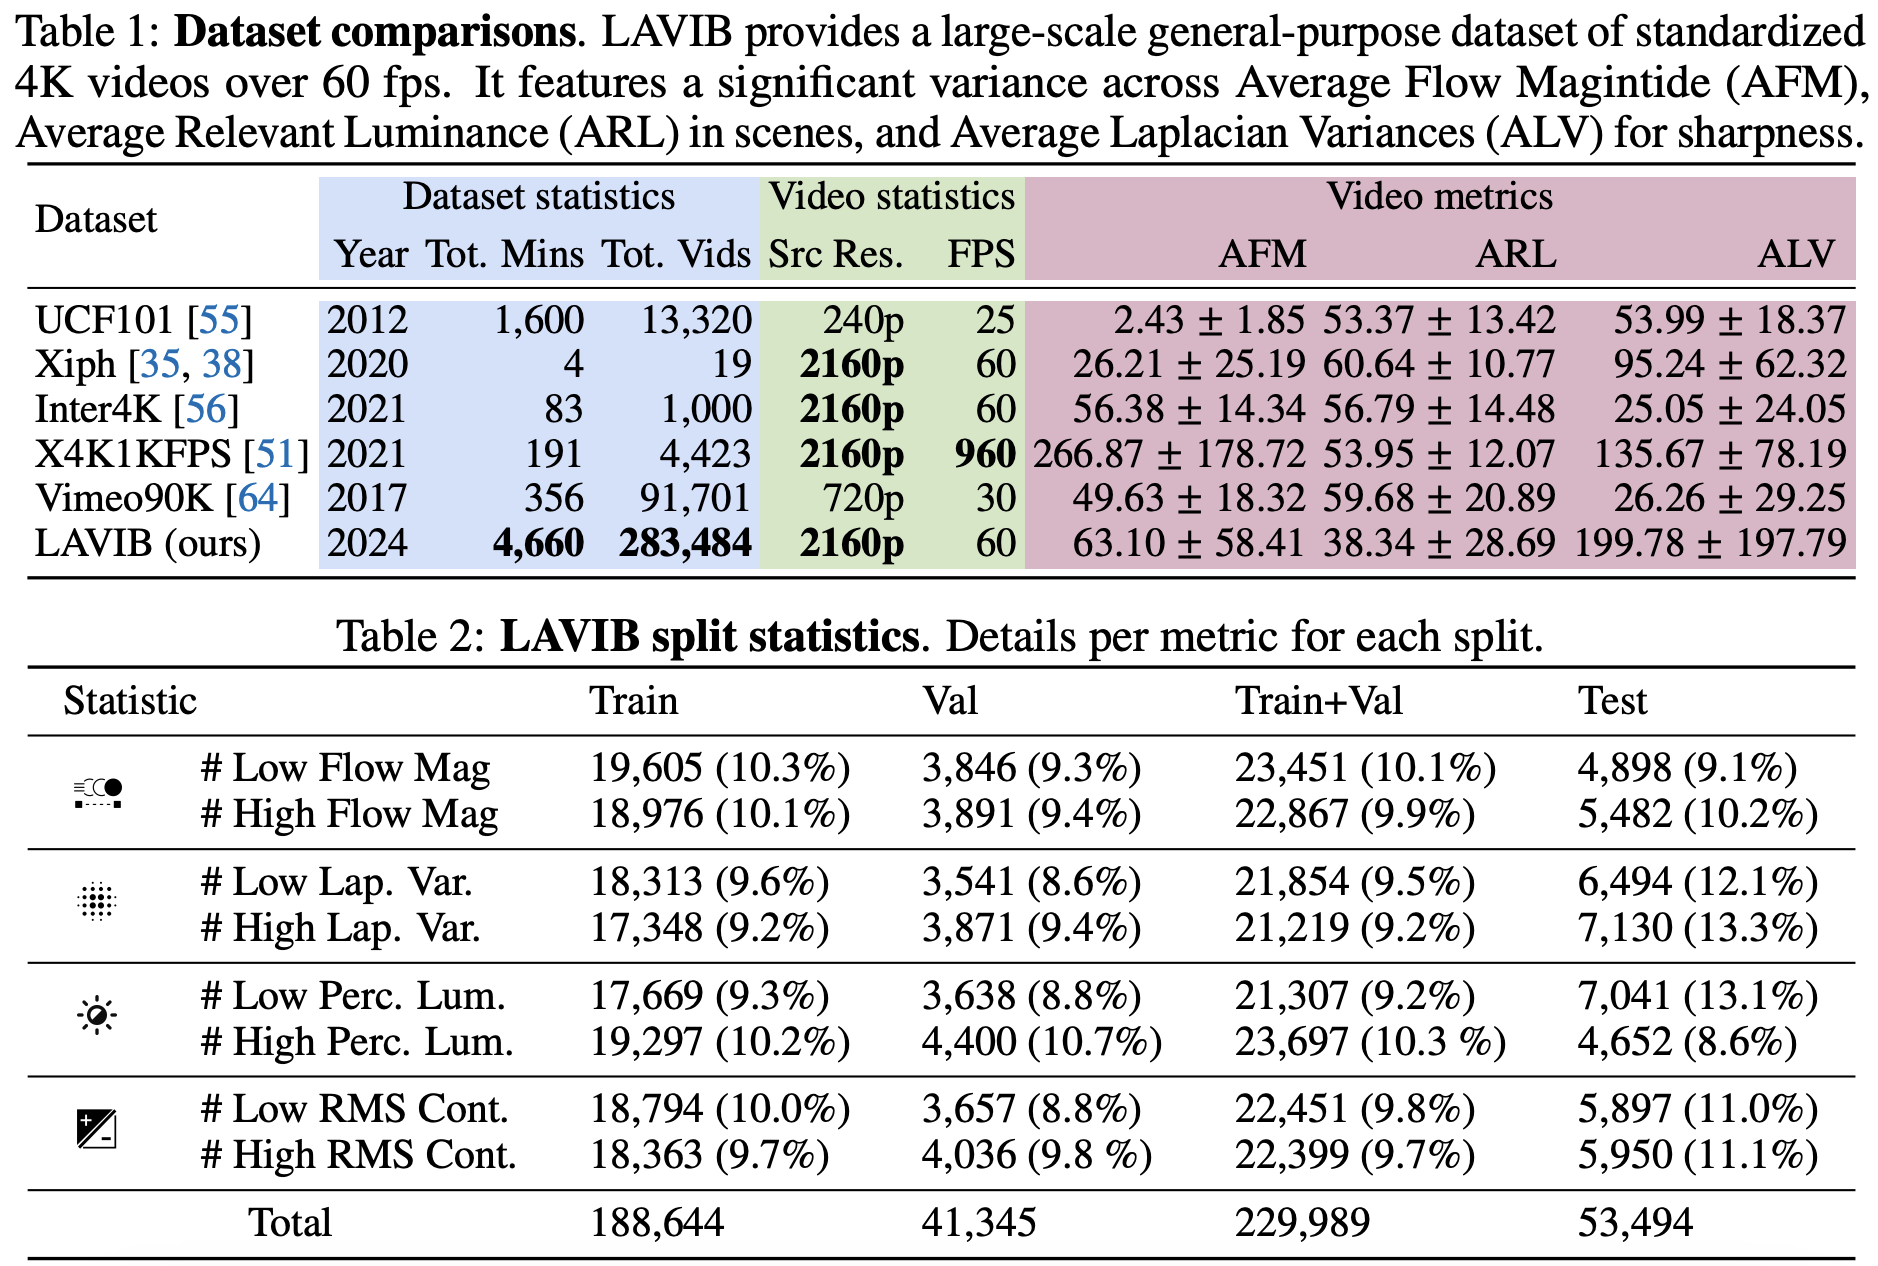 Table 1: Dataset comparisons. LAVIB provides a large-scale general-purpose dataset of standardized
4K videos over 60 fps. It features a significant variance across Average Flow Magintide (AFM),
Average Relevant Luminance (ARL) in scenes, and Average Laplacian Variances (ALV) for sharpness.
Dataset Dataset statistics Video statistics Video metrics
Year Tot. Mins Tot. Vids Src Res. FPS AFM ARL ALV
UCF101 [55] 2012 1,600 13,320 240p 25 2.43 ± 1.85 53.37 ± 13.42 53.99 ± 18.37
Xiph [35, 38] 2020 4 19 2160p 60 26.21 ± 25.19 60.64 ± 10.77 95.24 ± 62.32
Inter4K [56] 2021 83 1,000 2160p 60 56.38 ± 14.34 56.79 ± 14.48 25.05 ± 24.05
X4K1KFPS [51] 2021 191 4,423 2160p 960 266.87 ± 178.72 53.95 ± 12.07 135.67 ± 78.19
Vimeo90K [64] 2017 356 91,701 720p 30 49.63 ± 18.32 59.68 ± 20.89 26.26 ± 29.25
LAVIB (ours) 2024 4,660 283,484 2160p 60 63.10 ± 58.41 38.34 ± 28.69 199.78 ± 197.79
Table 2: LAVIB split statistics. Details per metric for each split.
Statistic Train Val Train+Val Test
# Low Flow Mag 19,605 (10.3%) 3,846 (9.3%) 23,451 (10.1%) 4,898 (9.1%)
# High Flow Mag 18,976 (10.1%) 3,891 (9.4%) 22,867 (9.9%) 5,482 (10.2%)
# Low Lap. Var. 18,313 (9.6%) 3,541 (8.6%) 21,854 (9.5%) 6,494 (12.1%)
# High Lap. Var. 17,348 (9.2%) 3,871 (9.4%) 21,219 (9.2%) 7,130 (13.3%)
# Low Perc. Lum. 17,669 (9.3%) 3,638 (8.8%) 21,307 (9.2%) 7,041 (13.1%)
# High Perc. Lum. 19,297 (10.2%) 4,400 (10.7%) 23,697 (10.3 %) 4,652 (8.6%)
# Low RMS Cont. 18,794 (10.0%) 3,657 (8.8%) 22,451 (9.8%) 5,897 (11.0%)
# High RMS Cont. 18,363 (9.7%) 4,036 (9.8 %) 22,399 (9.7%) 5,950 (11.1%)
Total 188,644 41,345 229,989 53,494